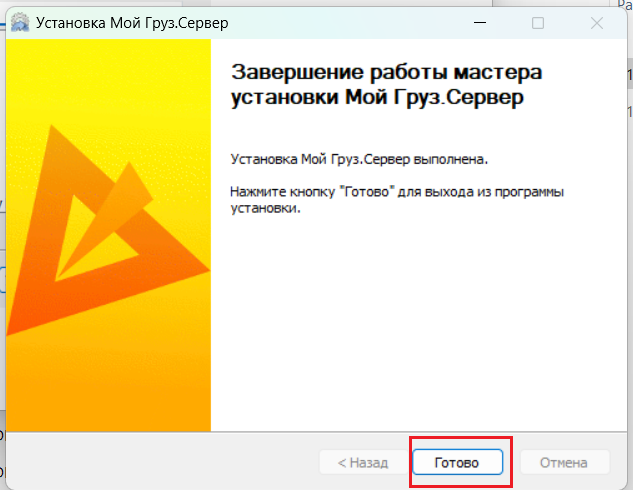 Установка Мой Груз.Сервер
Завершение работы мастера
установки Мой Груз.Сервер
Установка Мой Груз.Сервер выполнена.
Нажмите кнопку "Готово" для выхода из программы
установки.
< Назад
Готово
Отмена